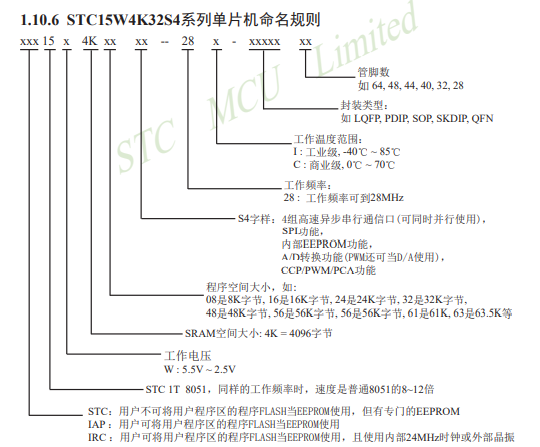 1.10.6 STC15W4K32S4系列单片机命名规则
xxx 15 x 4K xx xx -- 28 x - xxxxx xx
管脚数
如 64, 48, 44, 40, 32, 28
封装类型:
如 LQFP, PDIP, SOP, SKDIP, QFN
工作温度范围:
I : 工业级, -40℃ ~ 85℃
C : 商业级, 0℃ ~ 70℃
工作频率:
28 : 工作频率可到28MHz
S4字样: 4组高速异步串行通信口(可同时并行使用),
SPI功能,
内部EEPROM功能,
A/D转换功能(PWM还可当D/A使用),
CCP/PWM/PCA功能
程序空间大小, 如:
08是8K字节, 16是16K字节, 24是24K字节, 32是32K字节,
48是48K字节, 56是56K字节, 56是56K字节, 61是61K, 63是63.5K等
SRAM空间大小: 4K = 4096字节
工作电压
W : 5.5V ~ 2.5V
STC 1T 8051, 同样的工作频率时, 速度是普通8051的8~12倍
STC: 用户不可将用户程序区的程序FLASH当EEPROM使用, 但有专门的EEPROM
IAP : 用户可将用户程序区的程序FLASH当EEPROM使用
IRC : 用户可将用户程序区的程序FLASH当EEPROM使用, 且使用内部24MHz时钟或外部晶振
STC MCU Limited